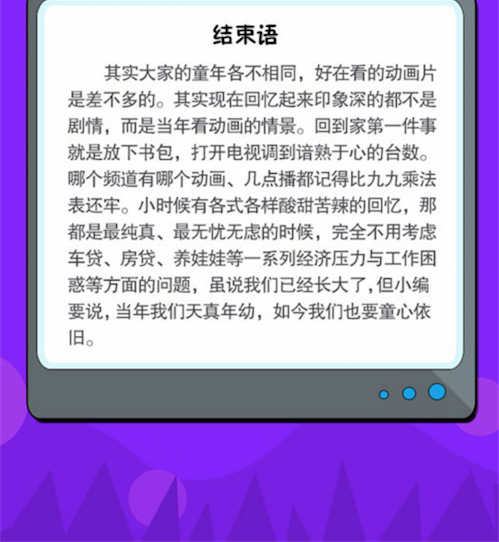 结束语
其实大家的童年各不相同，好在看的动画片
是差不多的。其实现在回忆起来印象深的都不是
剧情，而是当年看动画的情景。回到家第一件事
就是放下书包，打开电视调到谙熟于心的台数。
哪个频道有哪个动画、几点播都记得比九九乘法
表还牢。小时候有各式各样酸甜苦辣的回忆，那
都是最纯真、最无忧无虑的时候，完全不用考虑
车贷、房贷、养娃娃等一系列经济压力与工作困
惑等方面的问题，虽说我们已经长大了,但小编
要说,当年我们天真年幼，如今我们也要童心依
旧。